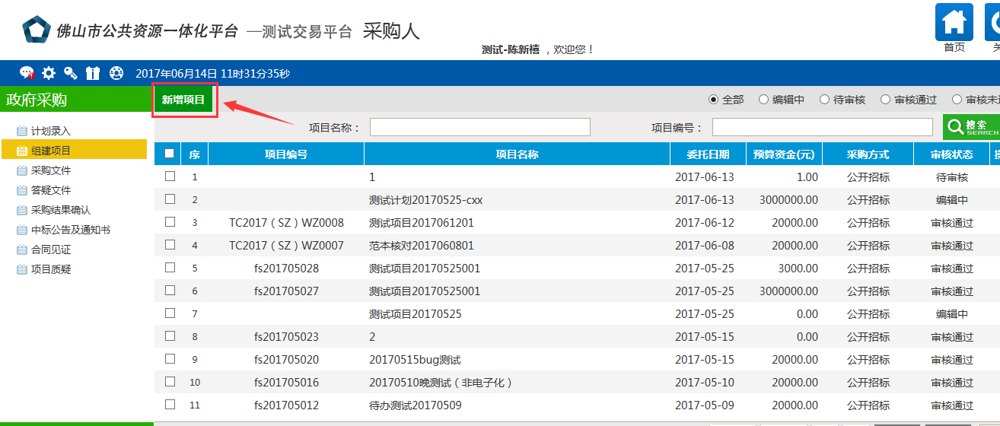 佛山市公共资源一体化平台 —测试交易平台 采购人
测试-陈新禧 ，欢迎您！
首页
2017年06月14日 11时31分35秒
政府采购
新增项目
全部 编辑中 待审核 审核通过 审核未
项目名称： 项目编号： 搜索 SEARCH
计划录入
组建项目
采购文件
答疑文件
采购结果确认
中标公告及通知书
合同见证
项目质疑
序 项目编号 项目名称 委托日期 预算资金(元) 采购方式 审核状态
1 1 2017-06-13 1.00 公开招标 待审核
2 测试计划20170525-cxx 2017-06-13 3000000.00 公开招标 编辑中
3 TC2017（SZ）WZ0008 测试项目2017061201 2017-06-12 20000.00 公开招标 审核通过
4 TC2017（SZ）WZ0007 范本核对2017060801 2017-06-08 20000.00 公开招标 审核通过
5 fs201705028 测试项目20170525001 2017-05-25 3000.00 公开招标 审核通过
6 fs201705027 测试项目20170525001 2017-05-25 3000000.00 公开招标 审核通过
7 测试项目20170525 2017-05-25 0.00 公开招标 编辑中
8 fs201705023 2 2017-05-15 0.00 公开招标 审核通过
9 fs201705020 20170515bug测试 2017-05-15 20000.00 公开招标 审核通过
10 fs201705016 20170510晚测试（非电子化） 2017-05-10 20000.00 公开招标 审核通过
11 fs201705012 待办测试20170509 2017-05-09 20000.00 公开招标 审核通过